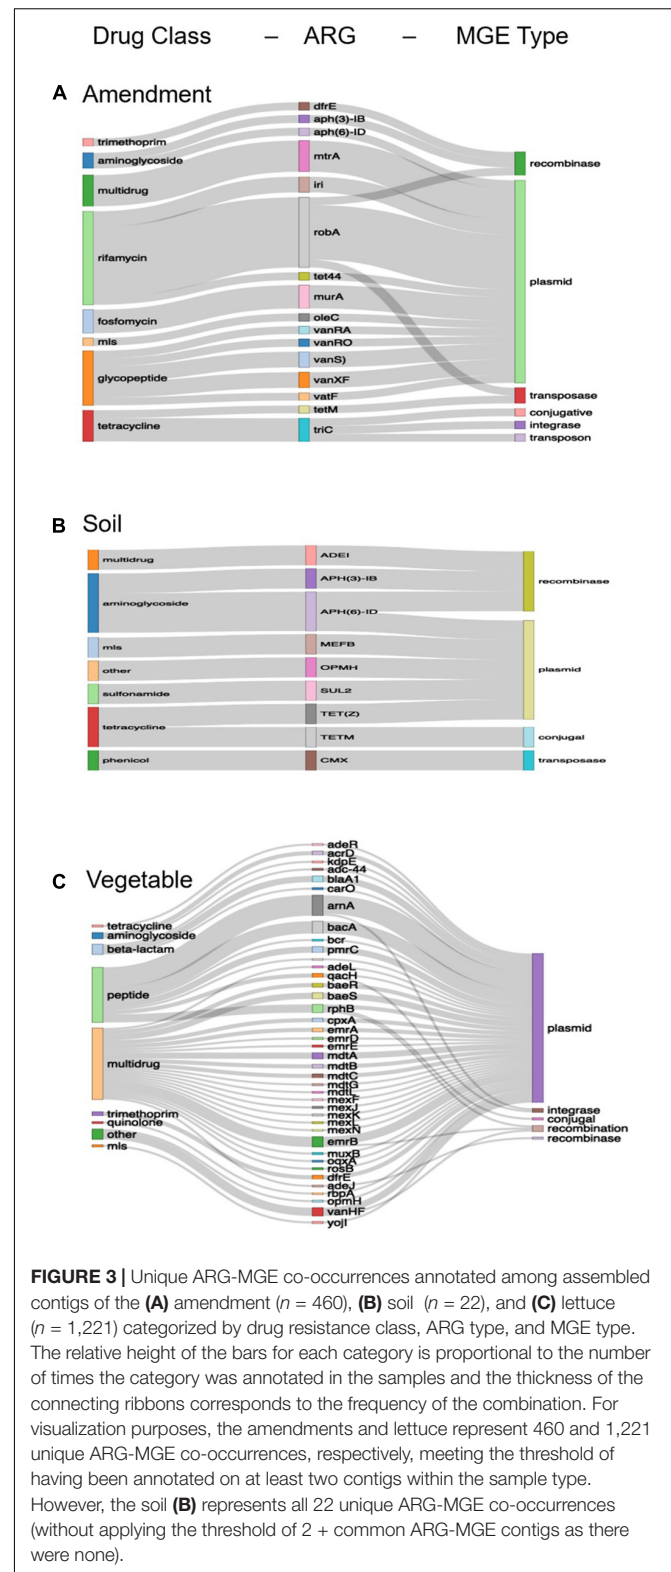 Drug Class – ARG – MGE Type
A Amendment
dfrE
aph(3)-IB
aph(6)-ID
trimethoprim
aminoglycoside
recombinase
mtrA
multidrug
iri
robA
rifamycin
plasmid
tet44
murA
fosfomycin
oleC
vanRA
mls
vanRO
vanS)
glycopeptide
vanXF
vatF
transposase
tetM
conjugative
tetracycline
triC
integrase
transposon
B Soil
multidrug
ADEI
APH(3)-IB
recombinase
aminoglycoside
APH(6)-ID
mls
MEFB
other
OPMH
plasmid
sulfonamide
SUL2
TET(Z)
tetracycline
TETM
conjugal
phenicol
CMX
transposase
C Vegetable
adeR
acrD
kdpE
adc-44
blaA1
carO
arnA
tetracycline
bacA
aminoglycoside
bcr
beta-lactam
pmrC
adeL
qacH
baeR
peptide
baeS
rphB
cpxA
emrA
plasmid
emrD
emrE
mdtA
multidrug
mdtB
mdtC
mdtG
mdtL
mexF
mexJ
integrase
trimethoprim
mexK
conjugal
quinolone
mexL
recombination
mexN
other
recombinase
emrB
mls
muxB
oqxA
rosB
dfrE
adeJ
rbpA
opmH
vanHF
yojI
FIGURE 3 | Unique ARG-MGE co-occurrences annotated among assembled
contigs of the (A) amendment (n = 460), (B) soil (n = 22), and (C) lettuce
(n = 1,221) categorized by drug resistance class, ARG type, and MGE type.
The relative height of the bars for each category is proportional to the number
of times the category was annotated in the samples and the thickness of the
connecting ribbons corresponds to the frequency of the combination. For
visualization purposes, the amendments and lettuce represent 460 and 1,221
unique ARG-MGE co-occurrences, respectively, meeting the threshold of
having been annotated on at least two contigs within the sample type.
However, the soil (B) represents all 22 unique ARG-MGE co-occurrences
(without applying the threshold of 2 + common ARG-MGE contigs as there
were none).